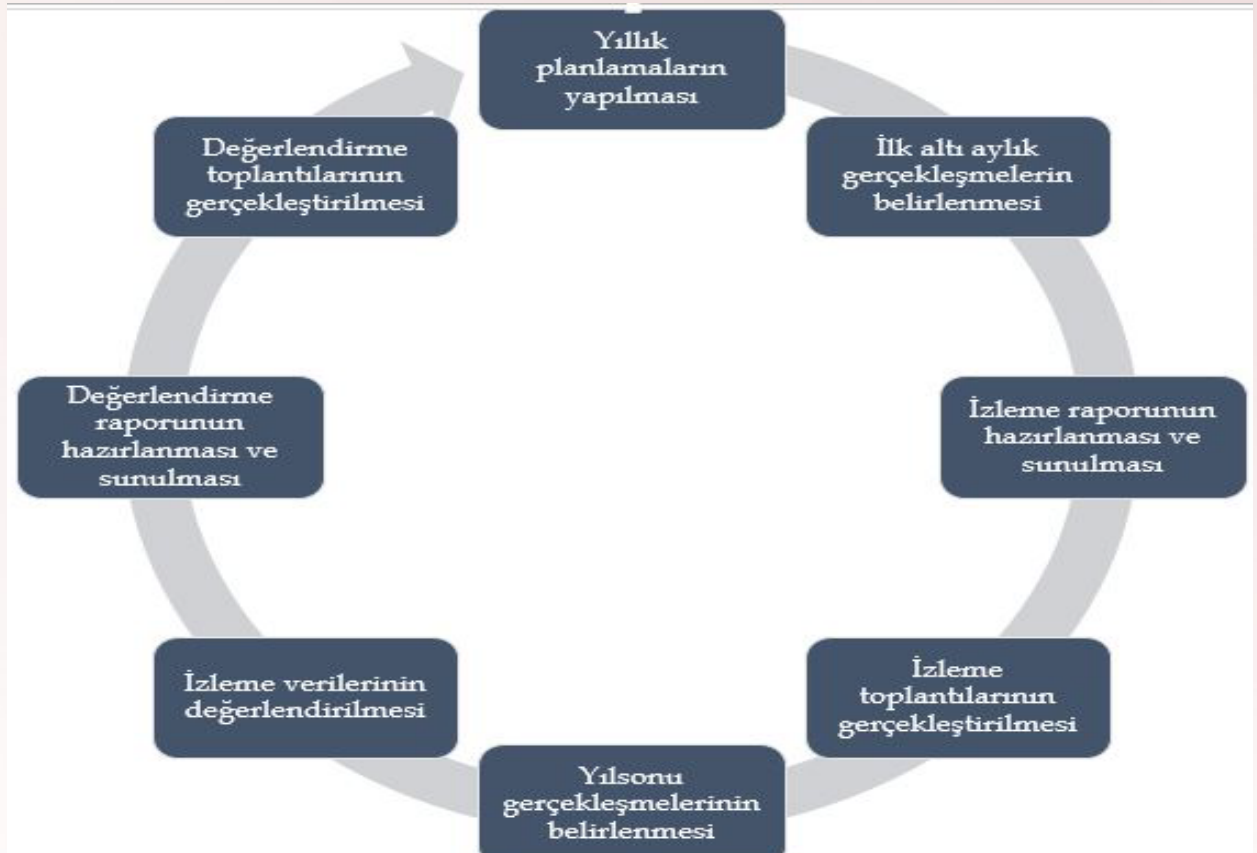 Yıllık
planlamaların
yapılması
İlk altı aylık
gerçekleşmelerin
belirlenmesi
İzleme raporunun
hazırlanması ve
sunulması
İzleme
toplantılarının
gerçekleştirilmesi
Yılsonu
gerçekleşmelerinin
belirlenmesi
İzleme verilerinin
değerlendirilmesi
Değerlendirme
raporunun
hazırlanması ve
sunulması
Değerlendirme
toplantılarının
gerçekleştirilmesi